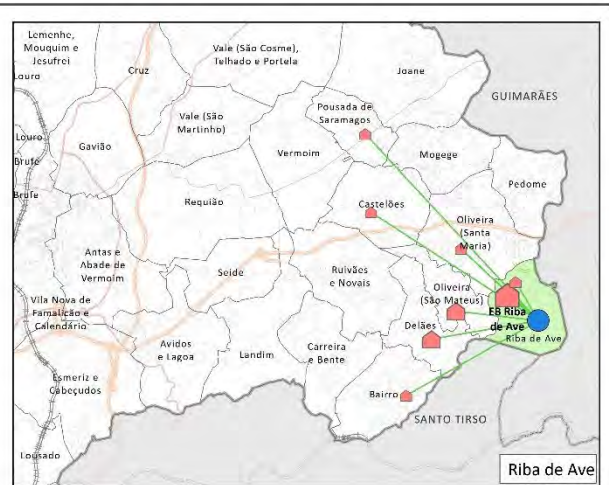 Lemenhe,
Mouquim e
Jesufrei
Louro
Cruz
Vale (São Cosme),
Telhado e Portela
Joane
GUIMARÃES
Pousada de
Saramagos
Vale (São
Martinho)
Louro
Brufe
Gavião
Vermoim
Mogege
Pedome
Brufe
Requião
Castelões
Oliveira
(Santa
Maria)
Antas e
Abade de
Vermoim
Seide
Ruivães
e Novais
Oliveira
(São Mateus)
EB Riba
de Ave
Riba de Ave
Vila Nova de
Famalicão e
Calendário
Delães
Avidos
e Lagoa
Landim
Carreira
e Bente
Esmeriz e
Cabeçudos
Bairro
SANTO TIRSO
Lousado
Riba de Ave